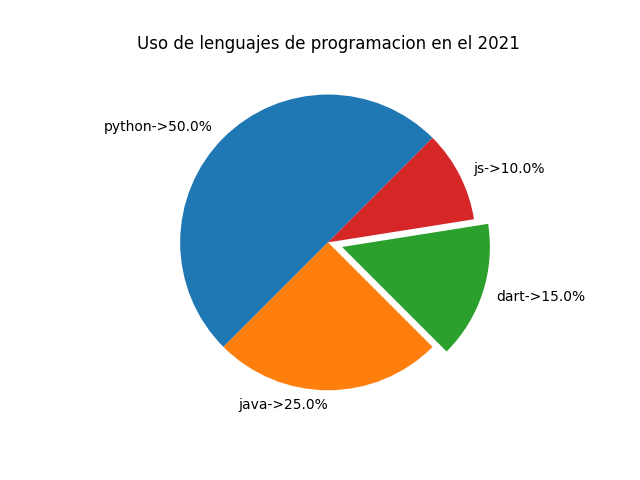 Uso de lenguajes de programacion en el 2021
python->50.0%
js->10.0%
dart->15.0%
java->25.0%